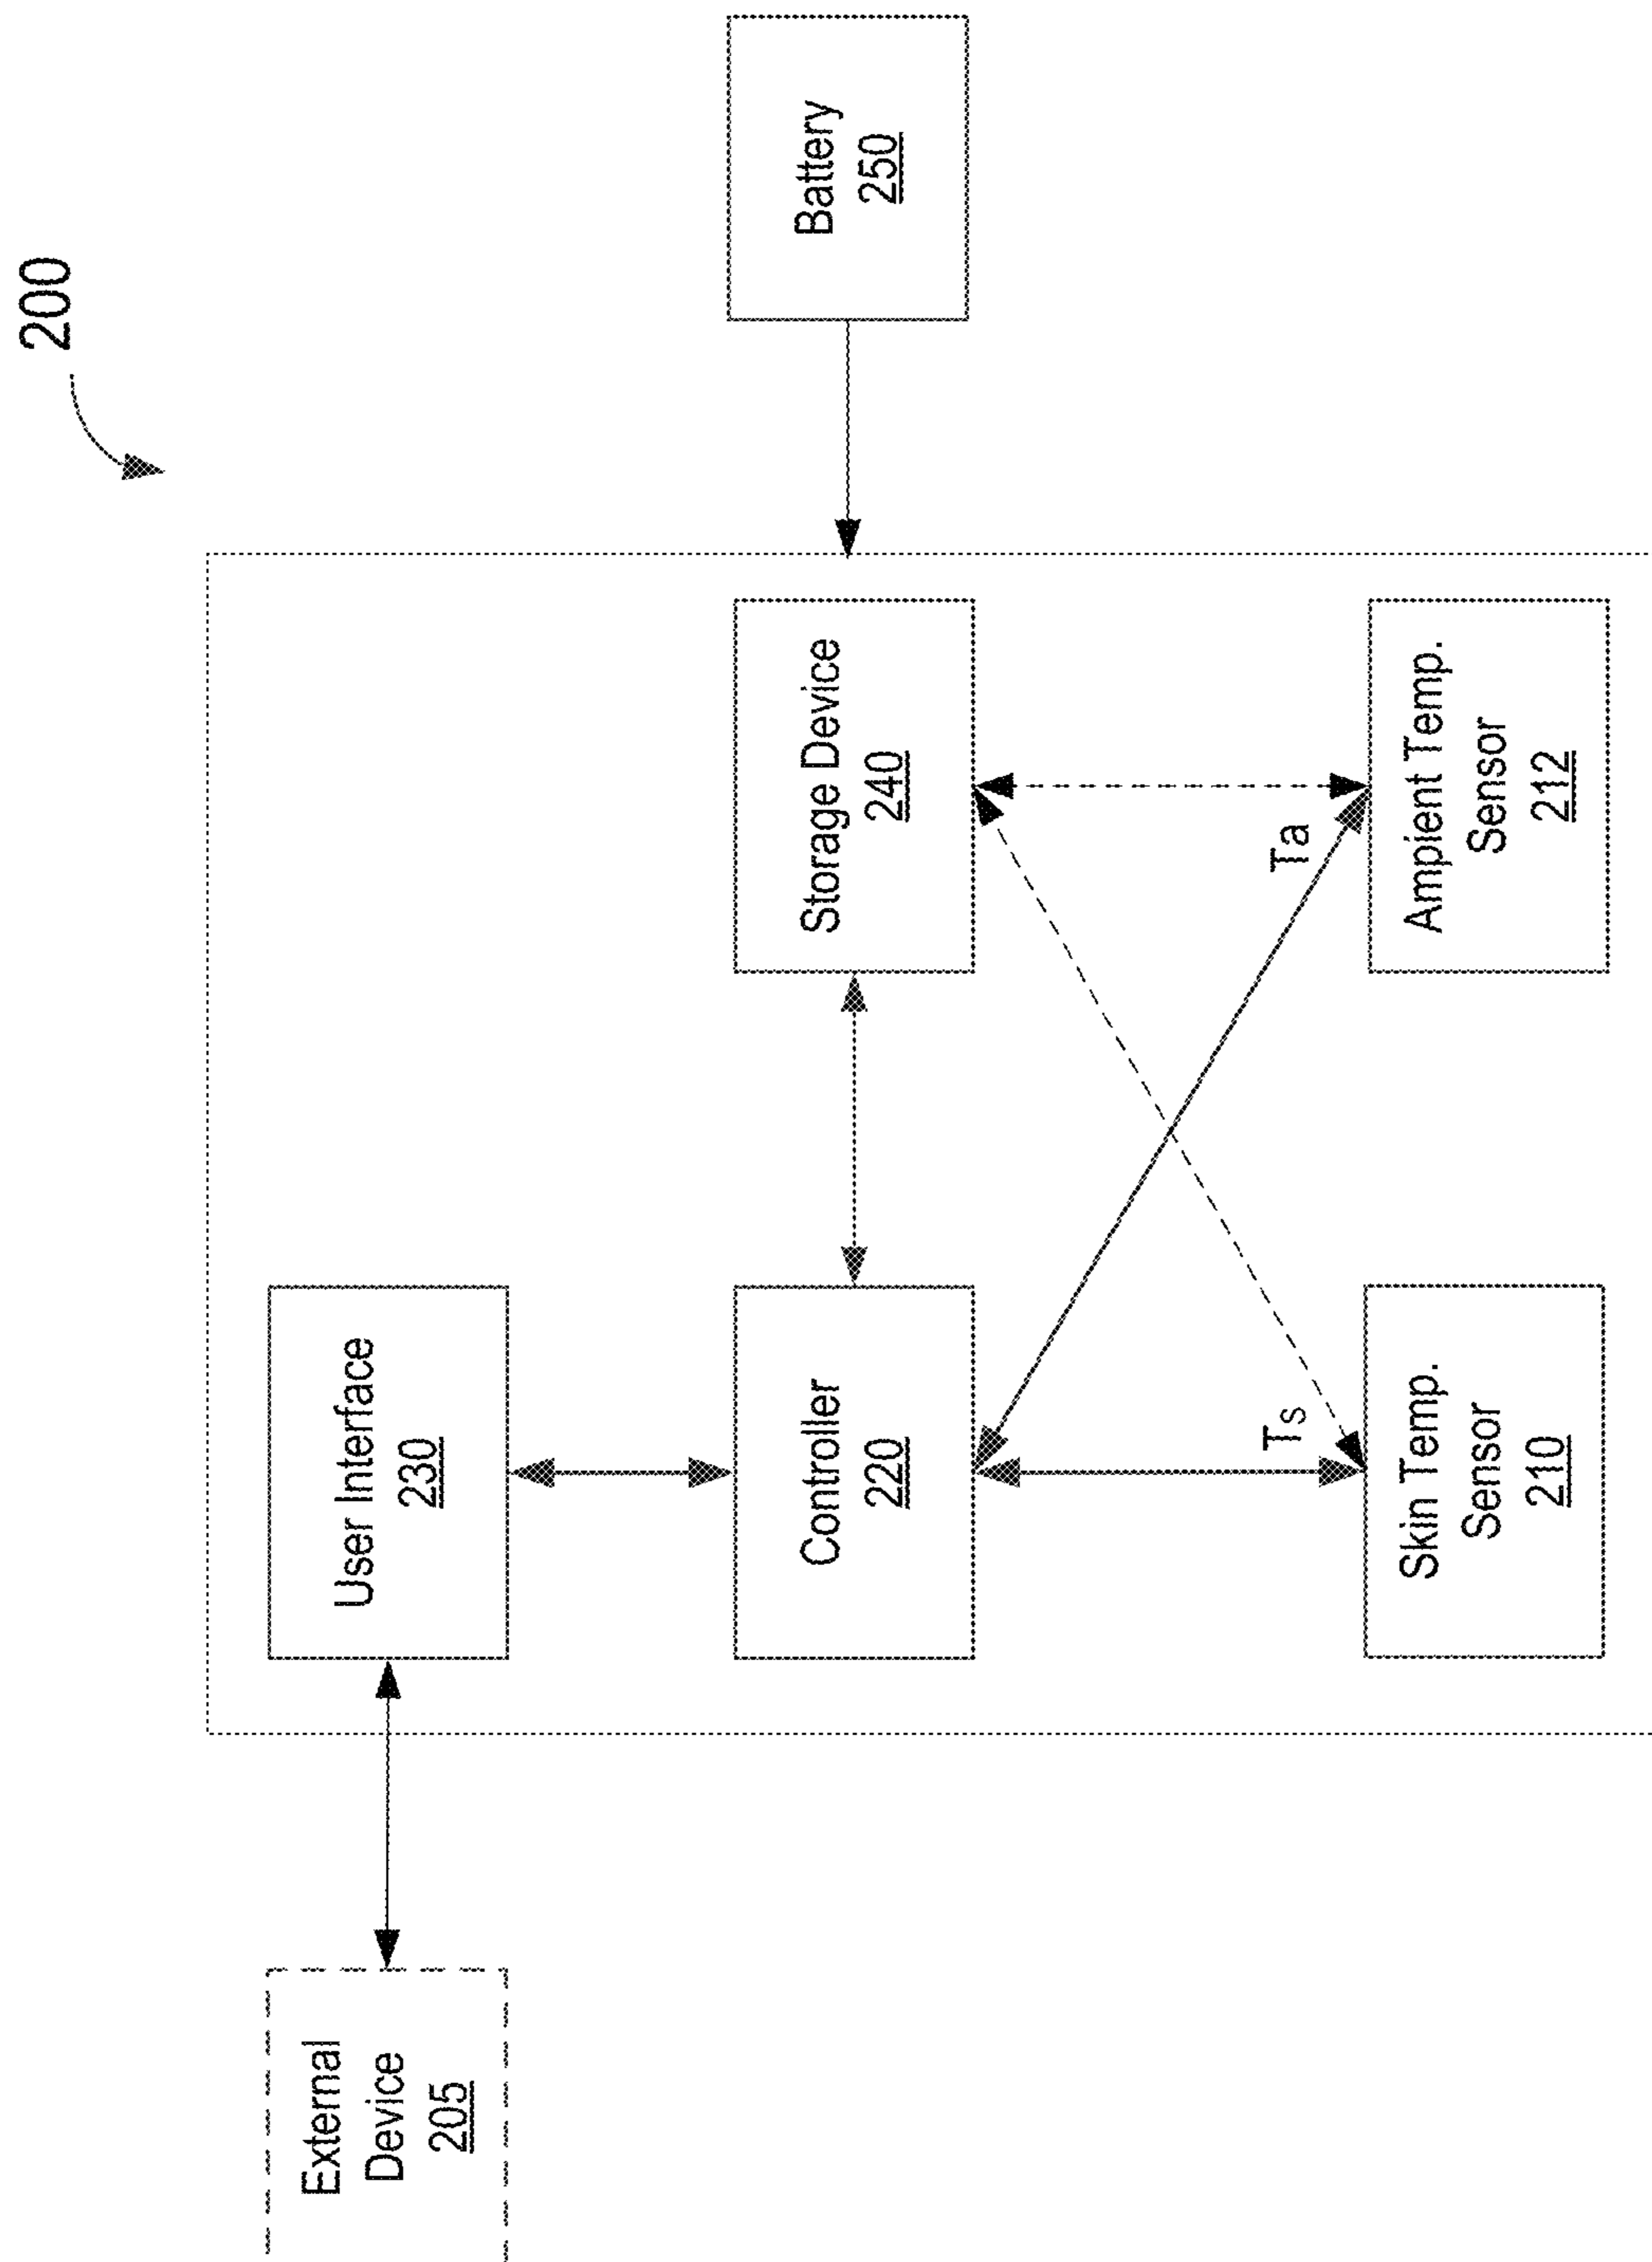 200
External
Device
205
User Interface
230
Controller
220
Storage Device
240
Battery
250
Ts
Ta
Skin Temp.
Sensor
210
Ampient Temp.
Sensor
212